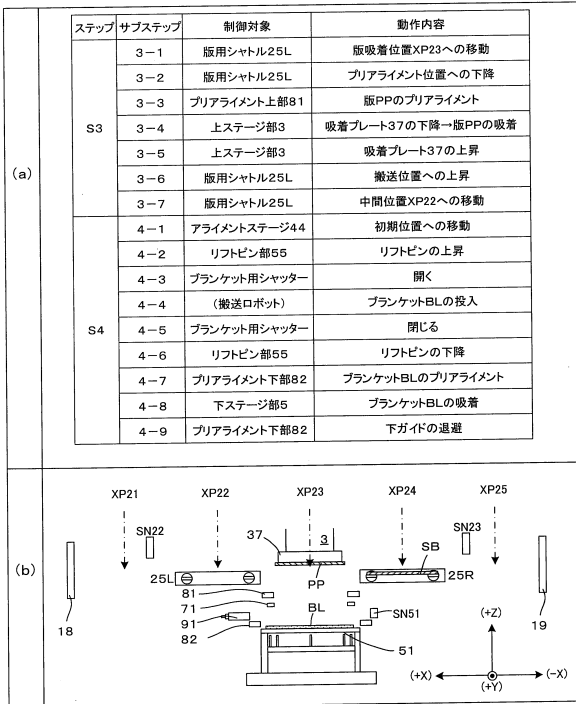 ステップ サブステップ 制御対象 動作内容
(a)
S3
3-1 版用シャトル25L 版吸着位置XP23への移動
3-2 版用シャトル25L プリアライメント位置への下降
3-3 プリアライメント上部81 版PPのプリアライメント
3-4 上ステージ部3 吸着プレート37の下降→版PPの吸着
3-5 上ステージ部3 吸着プレート37の上昇
3-6 版用シャトル25L 搬送位置への上昇
3-7 版用シャトル25L 中間位置XP22への移動
S4
4-1 アライメントステージ44 初期位置への移動
4-2 リフトピン部55 リフトピンの上昇
4-3 ブランケット用シャッター 開く
4-4 (搬送ロボット) ブランケットBLの投入
4-5 ブランケット用シャッター 閉じる
4-6 リフトピン部55 リフトピンの下降
4-7 プリアライメント下部82 ブランケットBLのプリアライメント
4-8 下ステージ部5 ブランケットBLの吸着
4-9 プリアライメント下部82 下ガイドの退避
(b)
XP21 XP22 XP23 XP24 XP25
SN22 37 3 SN23
SB
25L PP 25R
81
71 BL SN51
18 91 19
82 51
(+Z)
(+X) (-X)
(+Y)